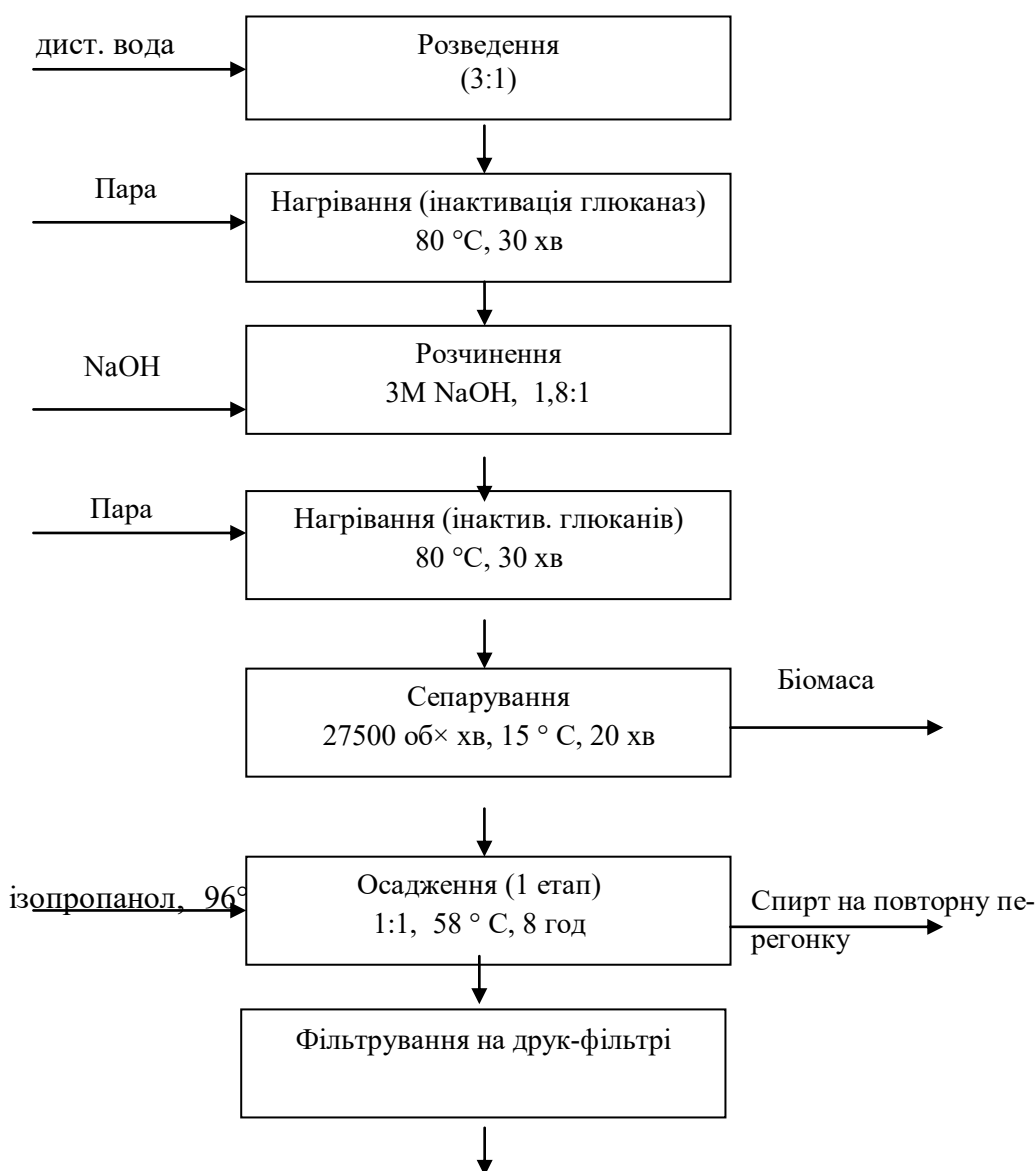 дист. вода
Розведення
(3:1)
Пара
Нагрівання (інактивація глюканаз)
80 °С, 30 хв
NaOH
Розчинення
3М NaOH, 1,8:1
Пара
Нагрівання (інактив. глюканів)
80 °С, 30 хв
Сепарування
27500 об× хв, 15 ° С, 20 хв
Біомаса
ізопропанол, 96°
Осадження (1 етап)
1:1, 58 ° С, 8 год
Спирт на повторну пе-
регонку
Фільтрування на друк-фільтрі